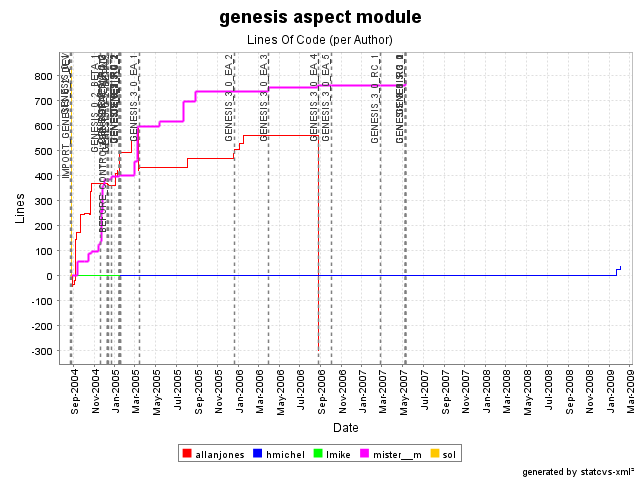 genesis aspect module
Lines Of Code (per Author)
800
700
600
500
400
300
200
100
0
-100
-200
-300
Lines
GENESIS_0_2_BETA_1
GENESIS_3_0_EA_1
GENESIS_3_0_EA_2
GENESIS_3_0_EA_3
GENESIS_3_0_EA_4
GENESIS_3_0_EA_5
GENESIS_3_0_RC_1
Sep-2004
Nov-2004
Jan-2005
Mar-2005
May-2005
Jul-2005
Sep-2005
Nov-2005
Jan-2006
Mar-2006
May-2006
Jul-2006
Sep-2006
Nov-2006
Jan-2007
Mar-2007
May-2007
Jul-2007
Sep-2007
Nov-2007
Jan-2008
Mar-2008
May-2008
Jul-2008
Sep-2008
Nov-2008
Jan-2009
Mar-2009
Date
allanjones hmichel lmike mister__m sol
generated by statcvs-xml²